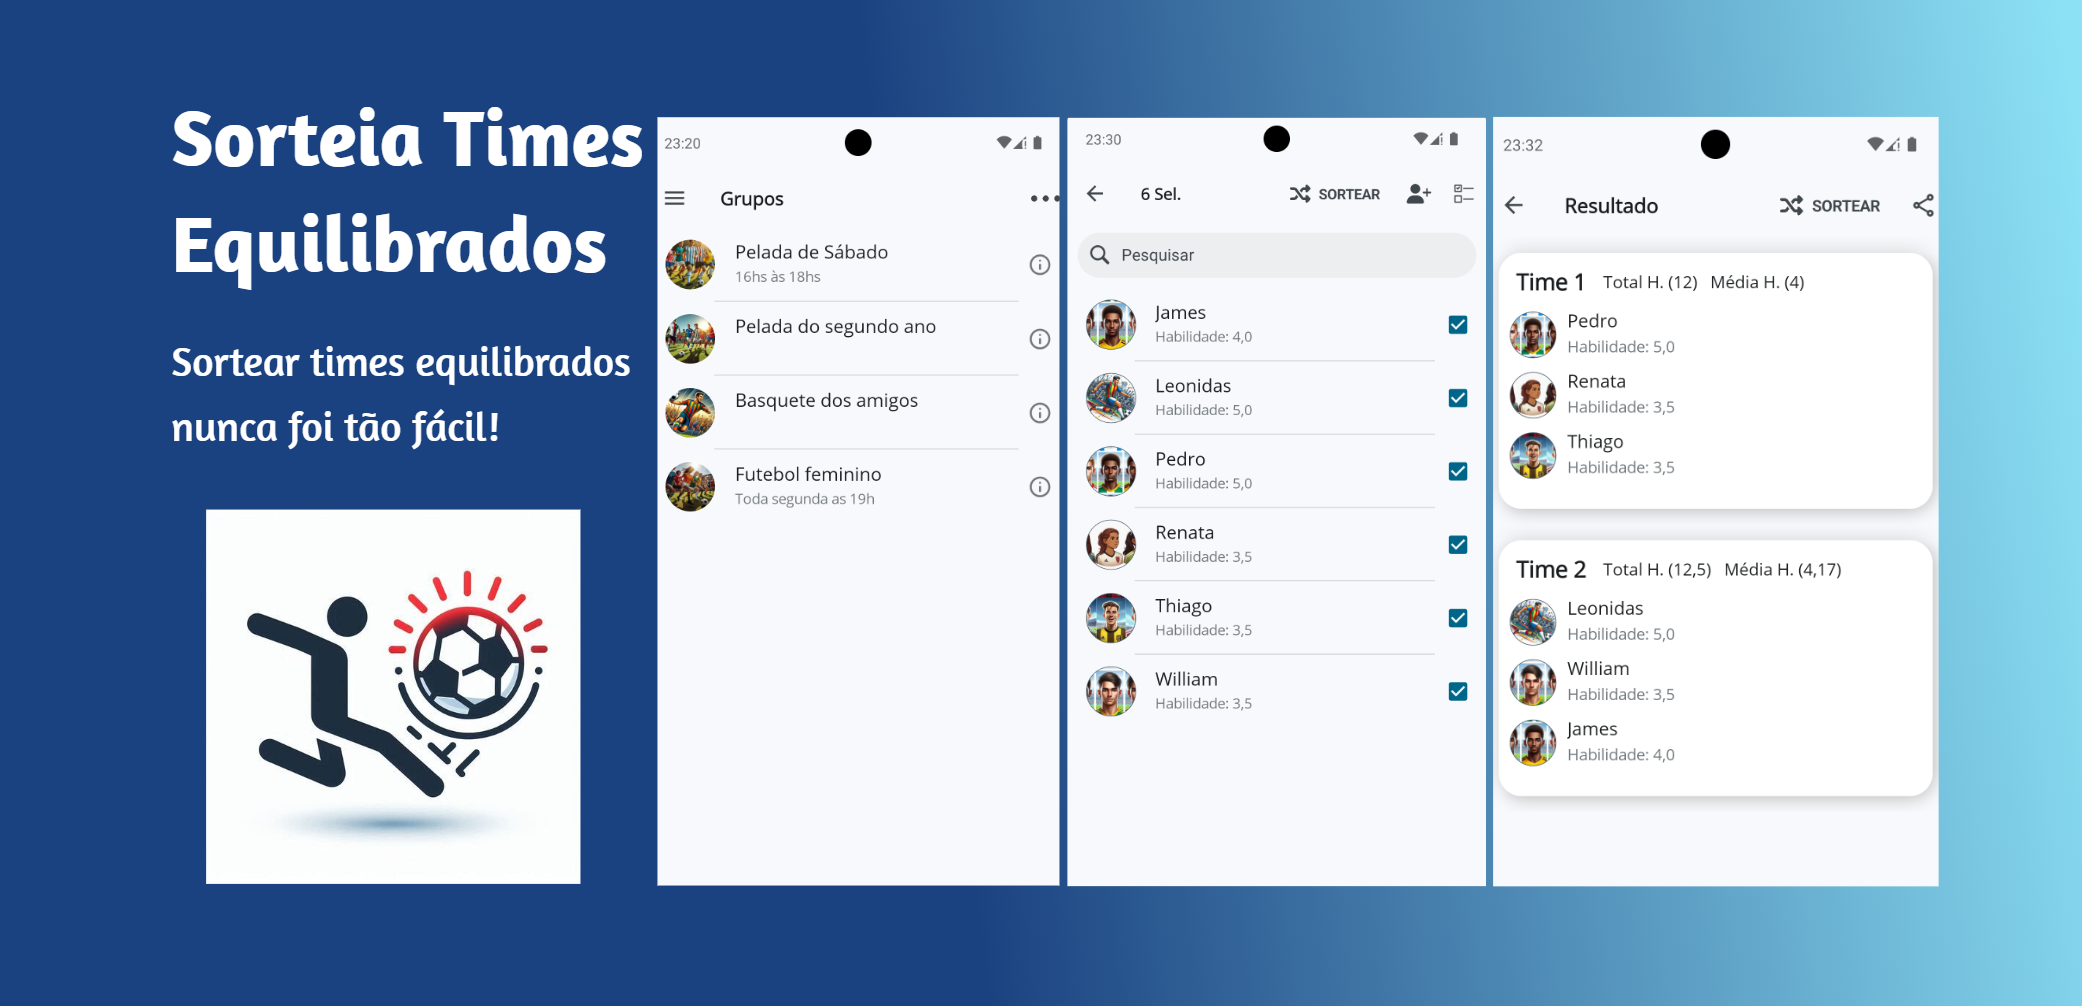 Sorteia Times
Equilibrados
Sortear times equilibrados
nunca foi tão fácil!
23:20
Grupos
Pelada de Sábado
16hs às 18hs
Pelada do segundo ano
Basquete dos amigos
Futebol feminino
Toda segunda as 19h
23:30
6 Sel.
SORTEAR
Pesquisar
James
Habilidade: 4,0
Leonidas
Habilidade: 5,0
Pedro
Habilidade: 5,0
Renata
Habilidade: 3,5
Thiago
Habilidade: 3,5
William
Habilidade: 3,5
23:32
Resultado
SORTEAR
Time 1 Total H. (12) Média H. (4)
Pedro
Habilidade: 5,0
Renata
Habilidade: 3,5
Thiago
Habilidade: 3,5
Time 2 Total H. (12,5) Média H. (4,17)
Leonidas
Habilidade: 5,0
William
Habilidade: 3,5
James
Habilidade: 4,0